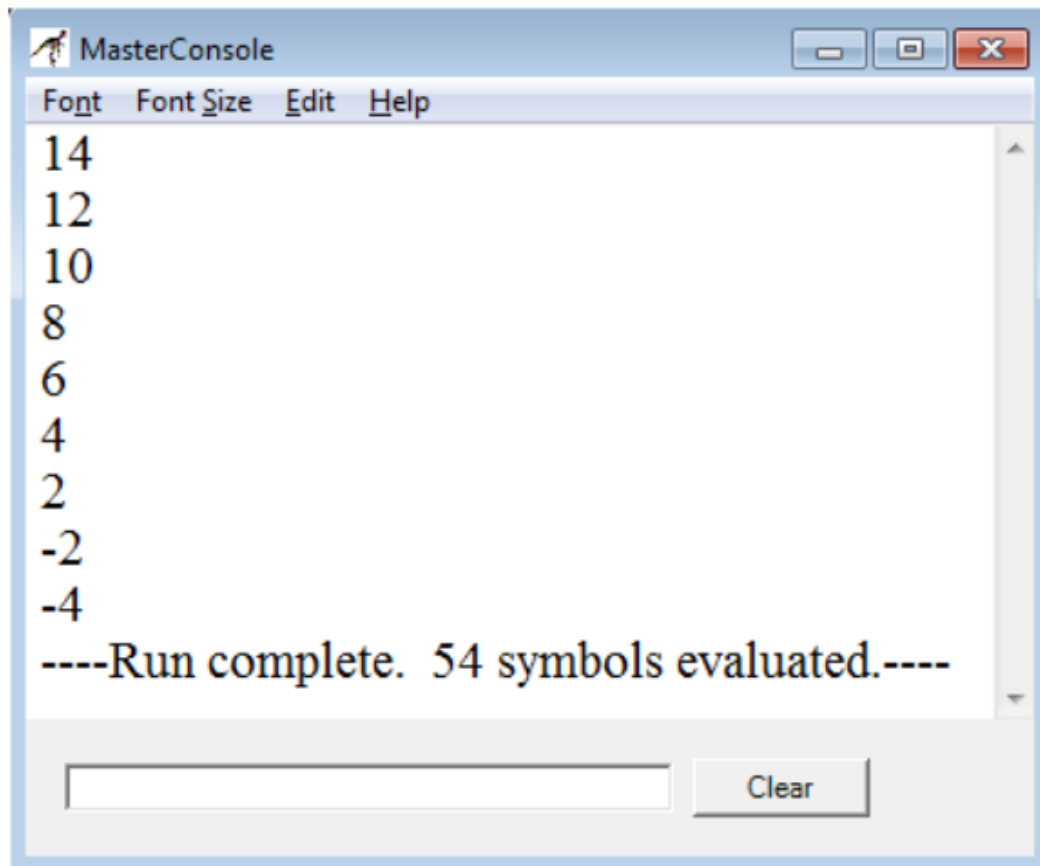 MasterConsole
Font Font Size Edit Help
14
12
10
8
6
4
2
-2
-4
----Run complete.  54 symbols evaluated.----
Clear